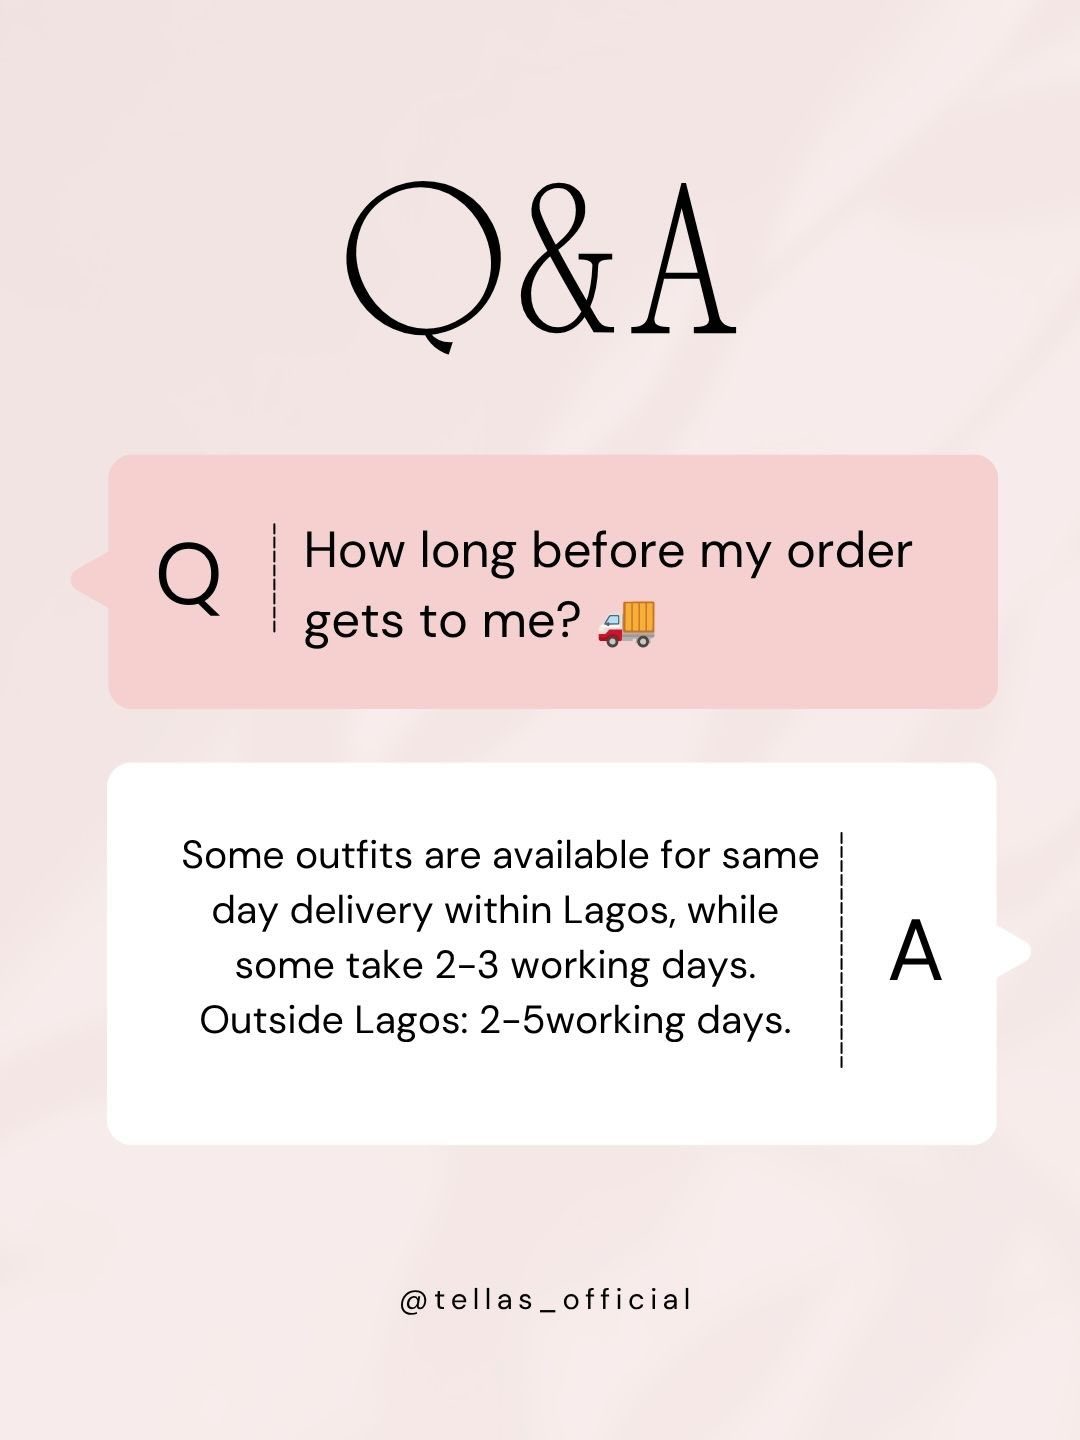 Q&A
Q
How long before my order
gets to me? 🚚
Some outfits are available for same
day delivery within Lagos, while
some take 2-3 working days.
Outside Lagos: 2-5working days.
A
@tellas_official